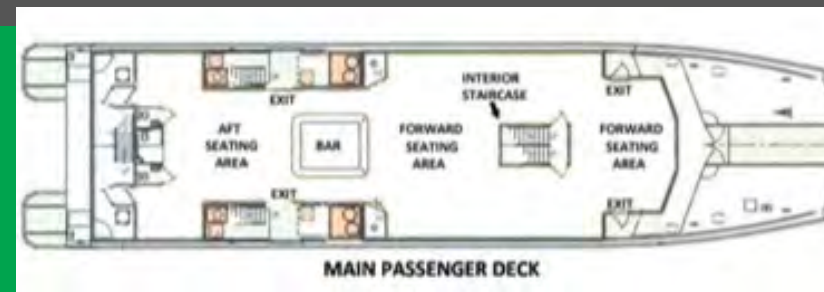 INTERIOR
STAIRCASE
EXIT
EXIT
AFT
SEATING
AREA
BAR
FORWARD
SEATING
AREA
FORWARD
SEATING
AREA
EXIT
EXIT
MAIN PASSENGER DECK